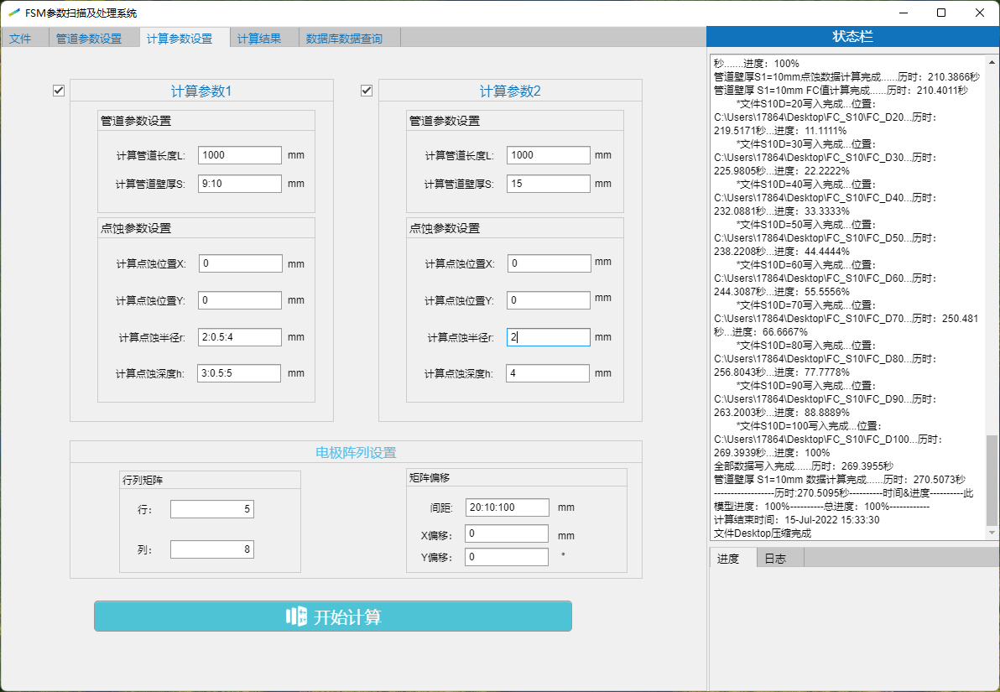 FSM参数扫描及处理系统
文件
管道参数设置
计算参数设置
计算结果
数据库数据查询
计算参数1
管道参数设置
计算管道长度L: 1000 mm
计算管道壁厚S: 9:10 mm
点蚀参数设置
计算点蚀位置X: 0 mm
计算点蚀位置Y: 0 mm
计算点蚀半径r: 2:0.5:4 mm
计算点蚀深度h: 3:0.5:5 mm
计算参数2
管道参数设置
计算管道长度L: 1000 mm
计算管道壁厚S: 15 mm
点蚀参数设置
计算点蚀位置X: 0 mm
计算点蚀位置Y: 0 mm
计算点蚀半径r: 2 mm
计算点蚀深度h: 4 mm
电极阵列设置
行列矩阵
行: 5
列: 8
矩阵偏移
间距: 20:10:100 mm
X偏移: 0 mm
Y偏移: 0 °
开始计算
状态栏
秒.......进度：100%
管道壁厚S1=10mm点蚀数据计算完成......历时：210.3866秒
管道壁厚 S1=10mm FC值计算完成......历时：210.4011秒
*文件S10D=20写入完成...位置：
C:\Users\17864\Desktop\FC_S10\FC_D20...历时：
219.5171秒...进度：11.1111%
*文件S10D=30写入完成...位置：
C:\Users\17864\Desktop\FC_S10\FC_D30...历时：
225.9805秒...进度：22.2222%
*文件S10D=40写入完成...位置：
C:\Users\17864\Desktop\FC_S10\FC_D40...历时：
232.0881秒...进度：33.3333%
*文件S10D=50写入完成...位置：
C:\Users\17864\Desktop\FC_S10\FC_D50...历时：
238.2208秒...进度：44.4444%
*文件S10D=60写入完成...位置：
C:\Users\17864\Desktop\FC_S10\FC_D60...历时：
244.3087秒...进度：55.5556%
*文件S10D=70写入完成...位置：
C:\Users\17864\Desktop\FC_S10\FC_D70...历时：250.481
秒...进度：66.6667%
*文件S10D=80写入完成...位置：
C:\Users\17864\Desktop\FC_S10\FC_D80...历时：
256.8043秒...进度：77.7778%
*文件S10D=90写入完成...位置：
C:\Users\17864\Desktop\FC_S10\FC_D90...历时：
263.2003秒...进度：88.8889%
*文件S10D=100写入完成...位置：
C:\Users\17864\Desktop\FC_S10\FC_D100...历时：
269.3939秒...进度：100%
全部数据写入完成......历时：269.3955秒
管道壁厚 S1=10mm 数据计算完成......历时：270.5073秒
------------------历时:270.5095秒----------时间&进度----------此
模型进度：100%----------总进度：100%------------
计算结束时间：15-Jul-2022 15:33:30
文件Desktop压缩完成
进度
日志